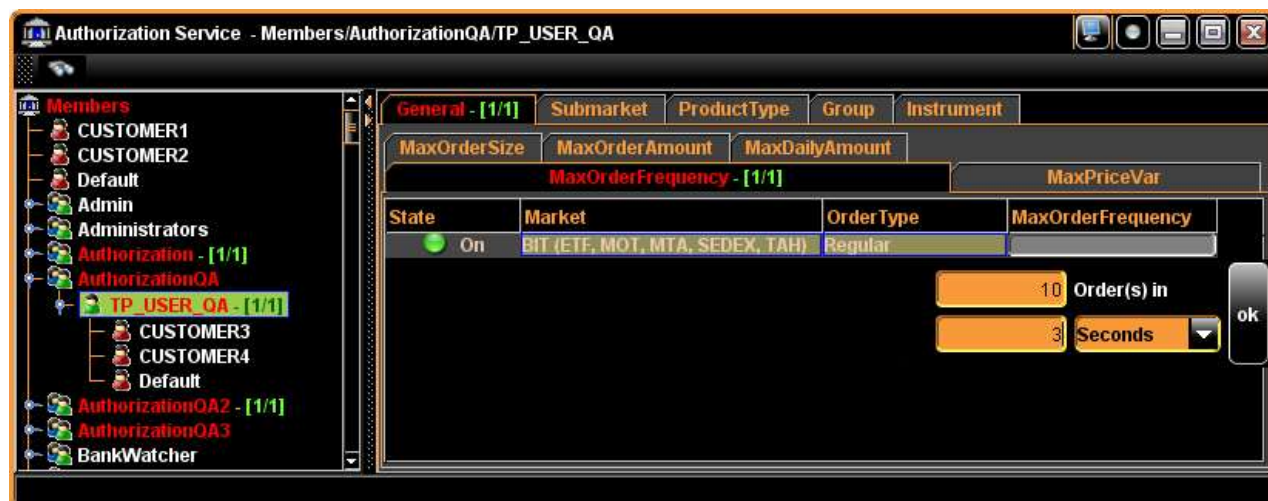 Authorization Service - Members/AuthorizationQA/TP_USER_QA
Members
CUSTOMER1
CUSTOMER2
Default
Admin
Administrators
Authorization - [1/1]
AuthorizationQA
TP_USER_QA - [1/1]
CUSTOMER3
CUSTOMER4
Default
AuthorizationQA2 - [1/1]
AuthorizationQA3
BankWatcher
General - [1/1] Submarket ProductType Group Instrument
MaxOrderSize MaxOrderAmount MaxDailyAmount
MaxOrderFrequency - [1/1] MaxPriceVar
State Market OrderType MaxOrderFrequency
On BIT (ETF, MOT, MTA, SEDEX, TAH) Regular
10 Order(s) in
3 Seconds
ok